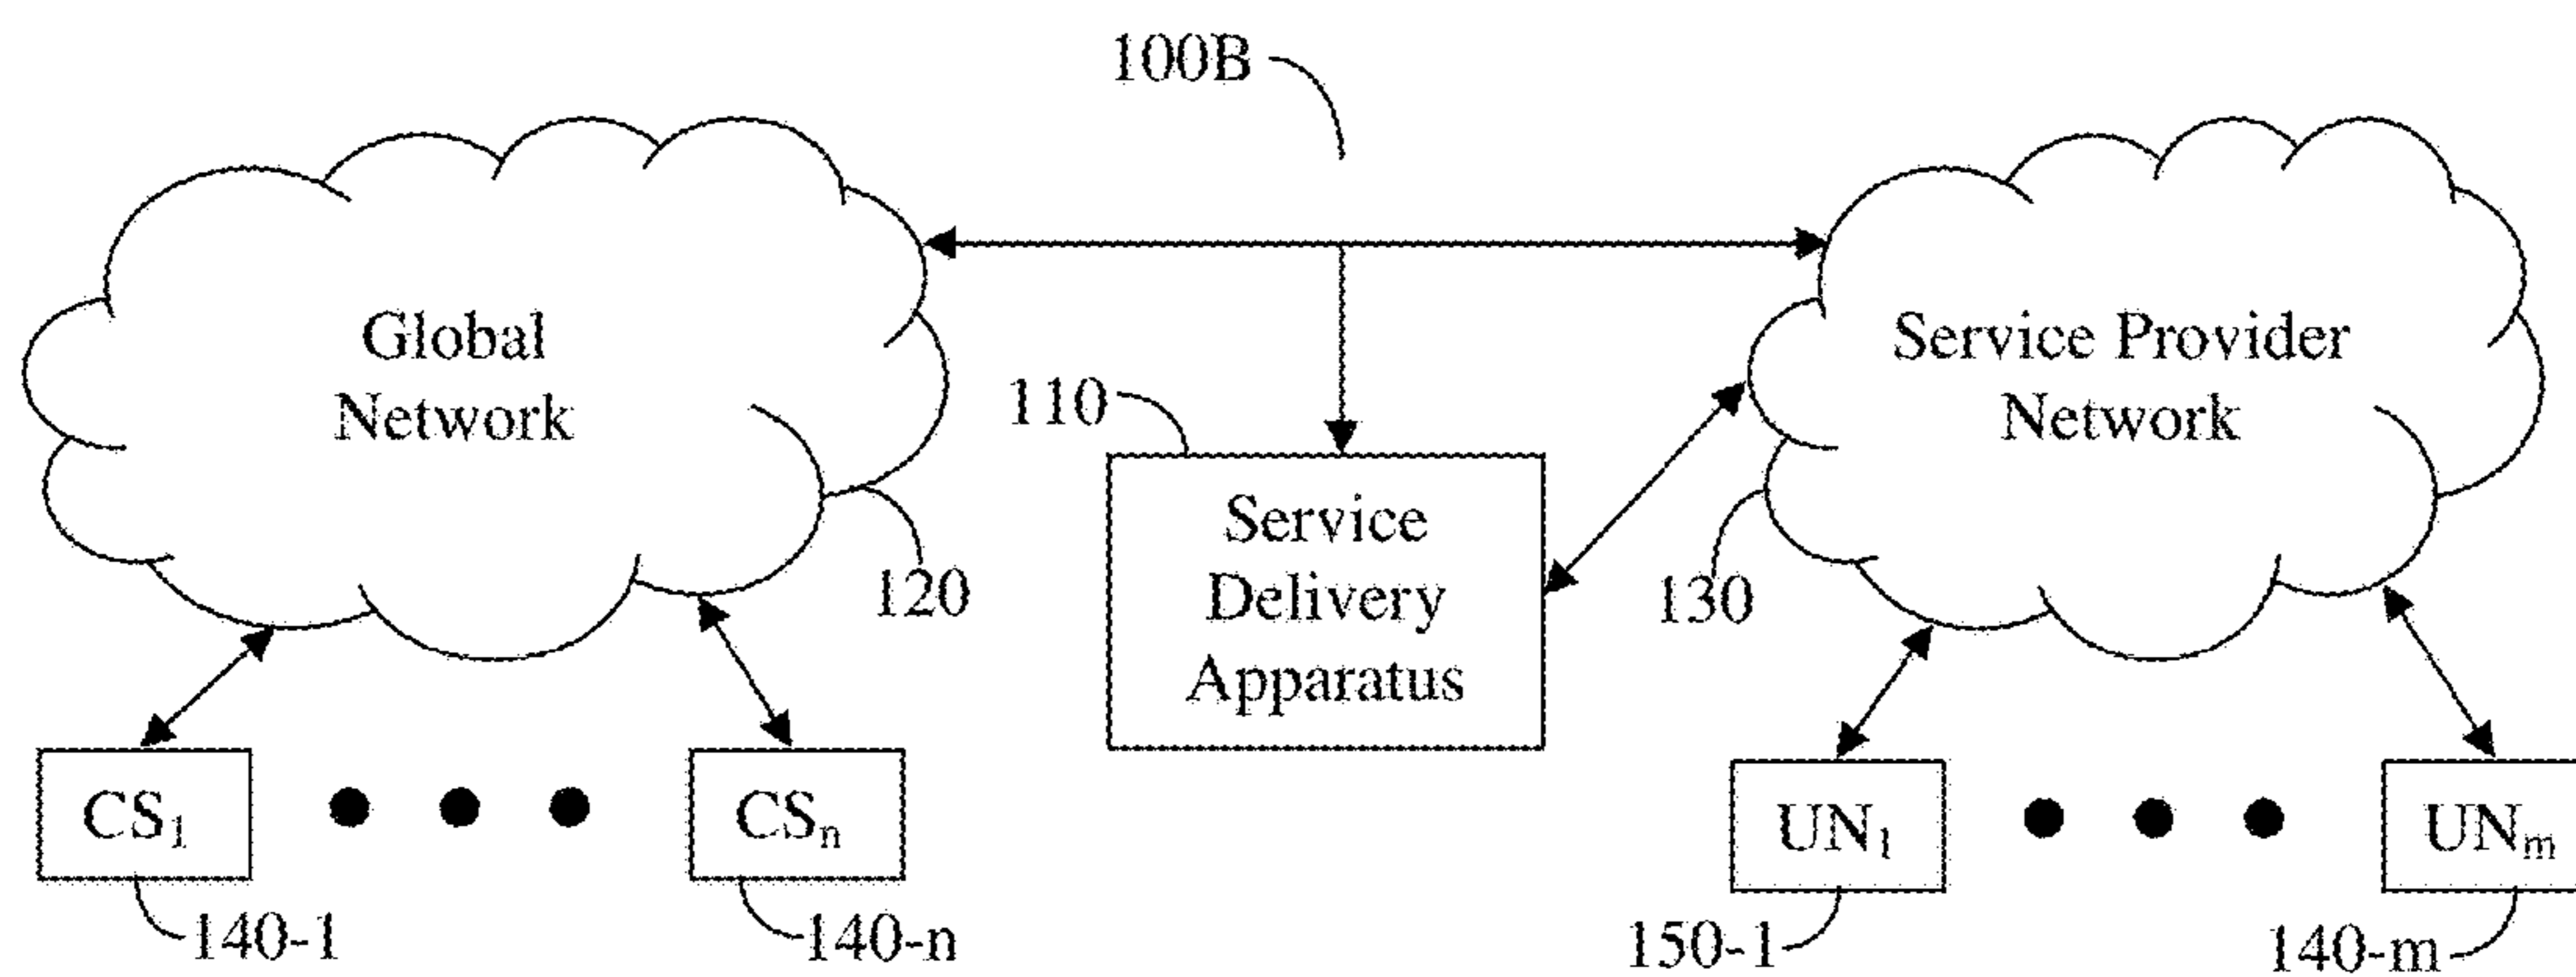 100B
Global
Network
Service Provider
Network
110
Service
Delivery
Apparatus
120
130
CS₁
CSₙ
UN₁
UNₘ
140-1
140-n
150-1
140-m